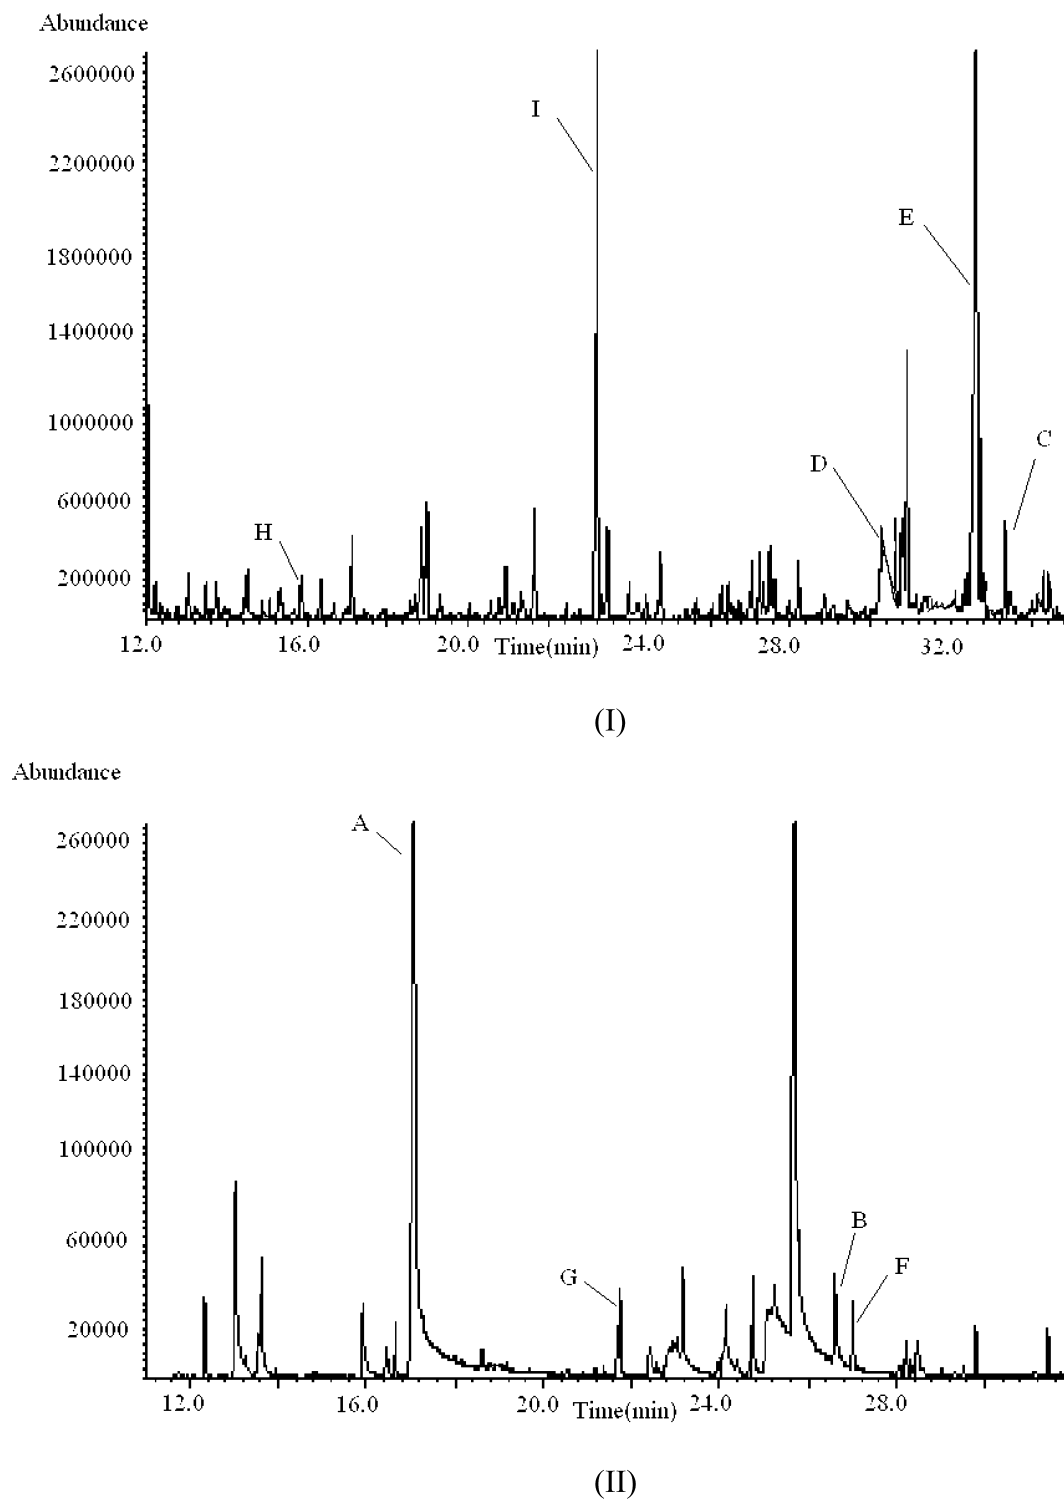 Abundance
2600000
I
2200000
E
1800000
1400000
1000000
C
D
600000
H
200000
12.0 16.0 20.0 Time(min) 24.0 28.0 32.0
(I)
Abundance
A
260000
220000
180000
140000
100000
B
60000
F
G
20000
12.0 16.0 20.0 Time(min) 24.0 28.0
(II)